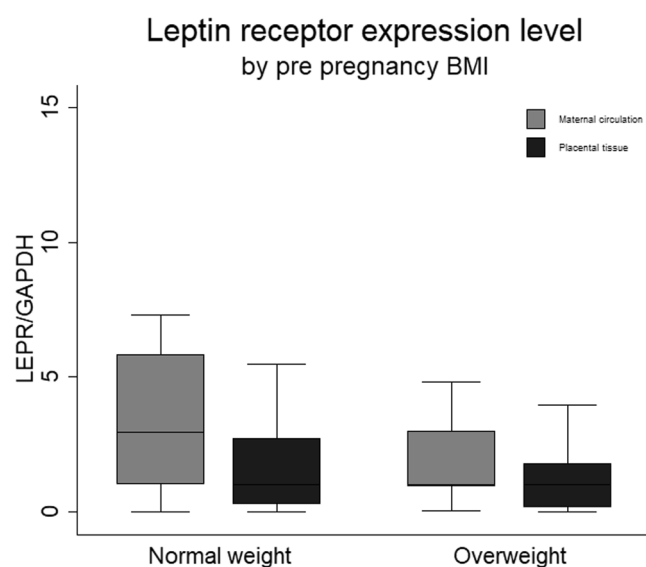 Leptin receptor expression level
by pre pregnancy BMI
15
Maternal circulation
Placental tissue
10
LEPR/GAPDH
5
0
Normal weight
Overweight